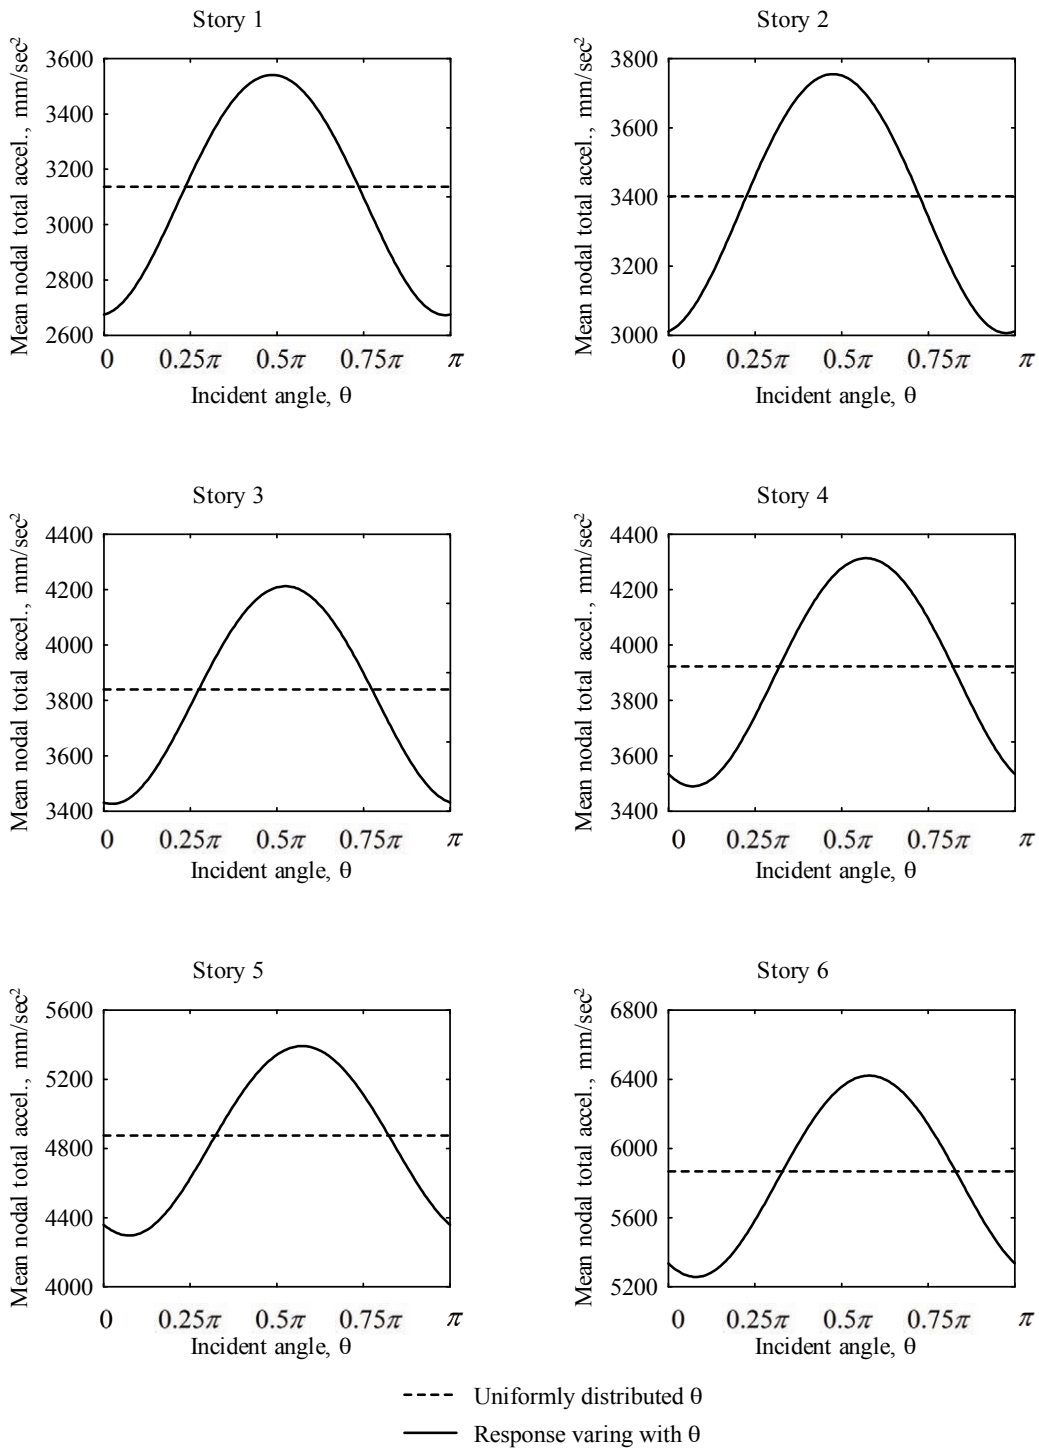 Story 1
Mean nodal total accel., mm/sec²
3600
3400
3200
3000
2800
2600
0 0.25π 0.5π 0.75π π
Incident angle, θ
Story 2
Mean nodal total accel., mm/sec²
3800
3600
3400
3200
3000
0 0.25π 0.5π 0.75π π
Incident angle, θ
Story 3
Mean nodal total accel., mm/sec²
4400
4200
4000
3800
3600
3400
0 0.25π 0.5π 0.75π π
Incident angle, θ
Story 4
Mean nodal total accel., mm/sec²
4400
4200
4000
3800
3600
3400
0 0.25π 0.5π 0.75π π
Incident angle, θ
Story 5
Mean nodal total accel., mm/sec²
5600
5200
4800
4400
4000
0 0.25π 0.5π 0.75π π
Incident angle, θ
Story 6
Mean nodal total accel., mm/sec²
6800
6400
6000
5600
5200
0 0.25π 0.5π 0.75π π
Incident angle, θ
Uniformly distributed θ
Response varing with θ